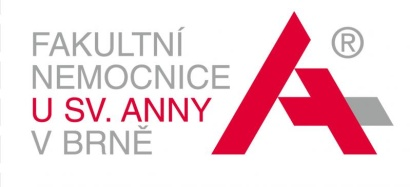 FAKULTNÍ
NEMOCNICE
U SV. ANNY
V BRNĚ
®